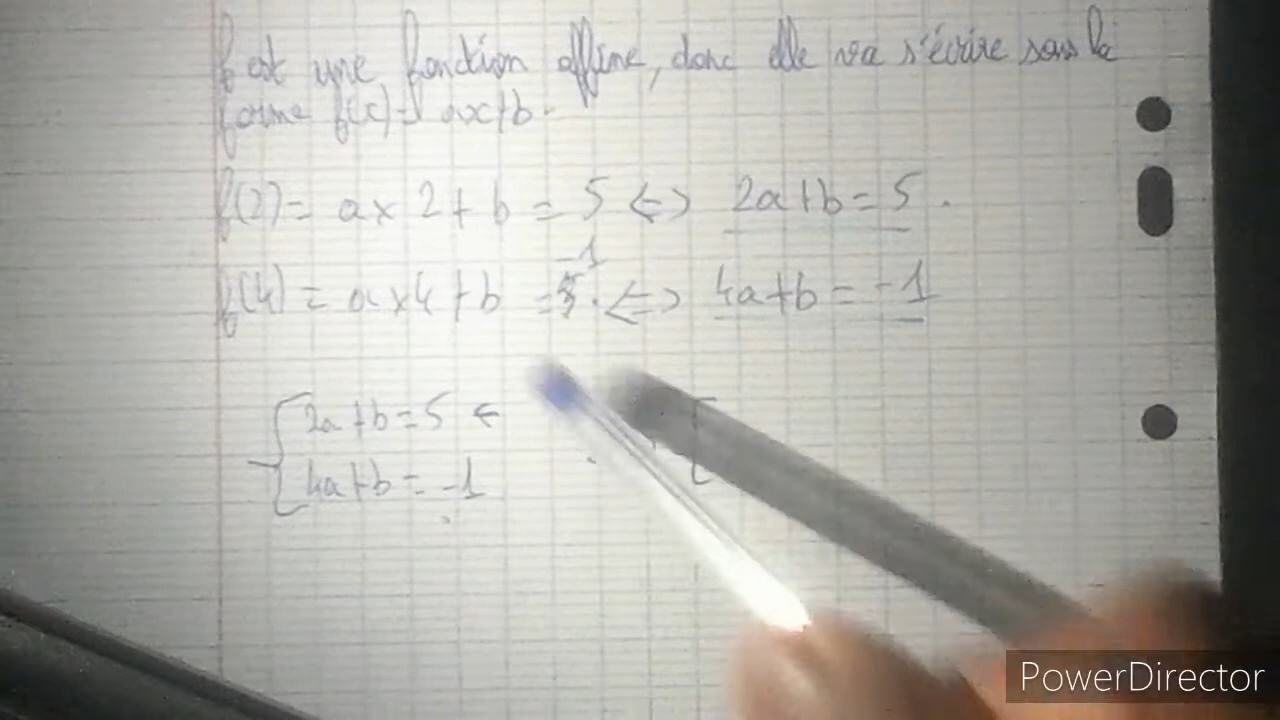 f est une fonction affine, donc elle va s'écrire sous la
forme f(x) = ax+b.
f(2) = a x 2 + b = 5 <=> 2a+b = 5.
-1
f(4) = a x 4 + b = <=> 4a+b = -1
2a+b=5 <
4a+b = -1
PowerDirector